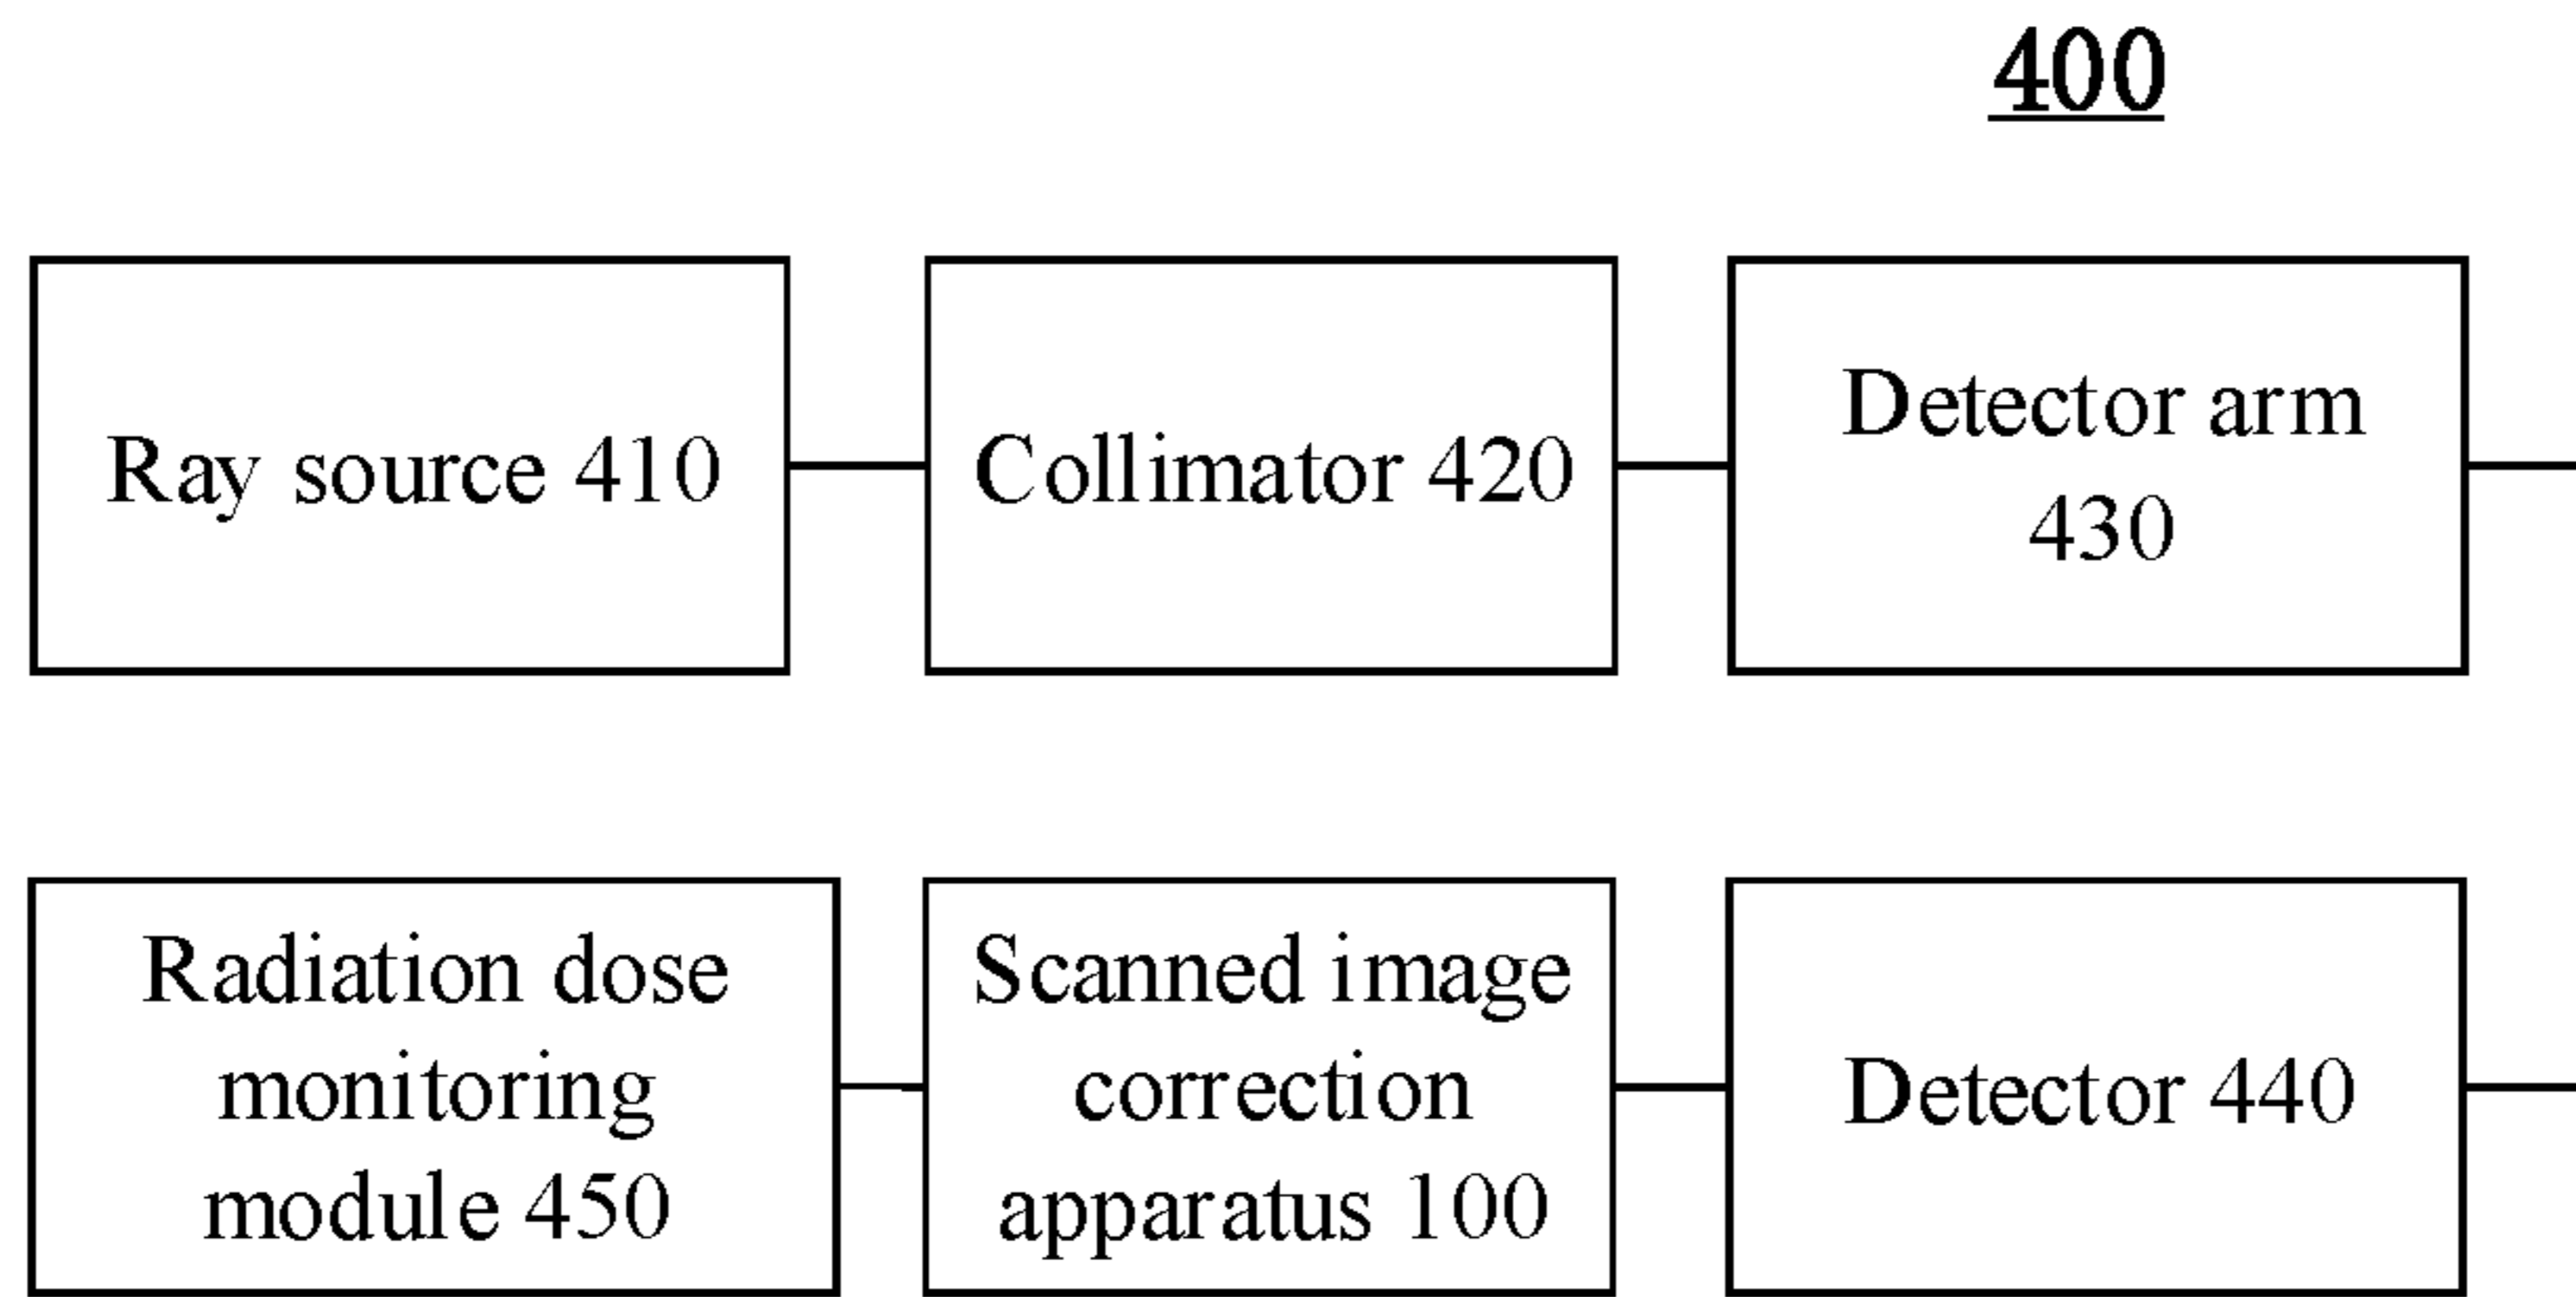 400
Ray source 410
Collimator 420
Detector arm
430
Radiation dose
monitoring
module 450
Scanned image
correction
apparatus 100
Detector 440